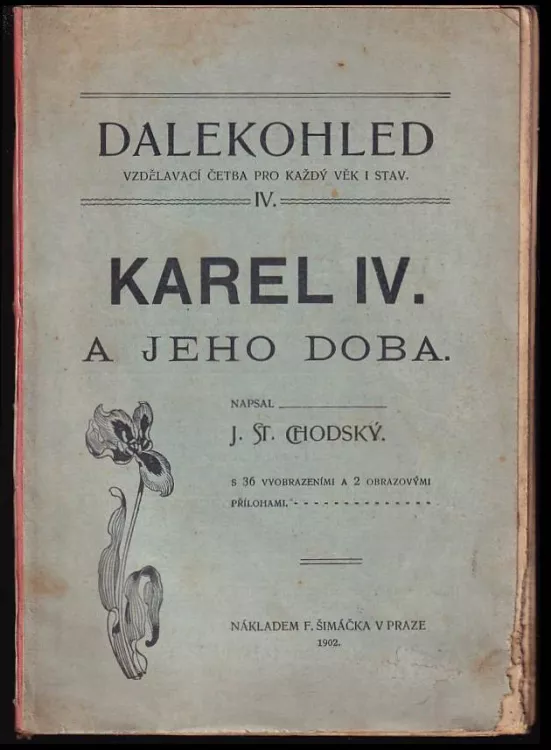 DALEKOHLED
VZDĚLAVACÍ ČETBA PRO KAŽDÝ VĚK I STAV.
IV.
KAREL IV.
A JEHO DOBA.
NAPSAL
J. ST. CHODSKÝ.
S 36 VYOBRAZENÍMI A 2 OBRAZOVÝMI
PŘÍLOHAMI.
NÁKLADEM F. ŠIMÁČKA V PRAZE
1902.